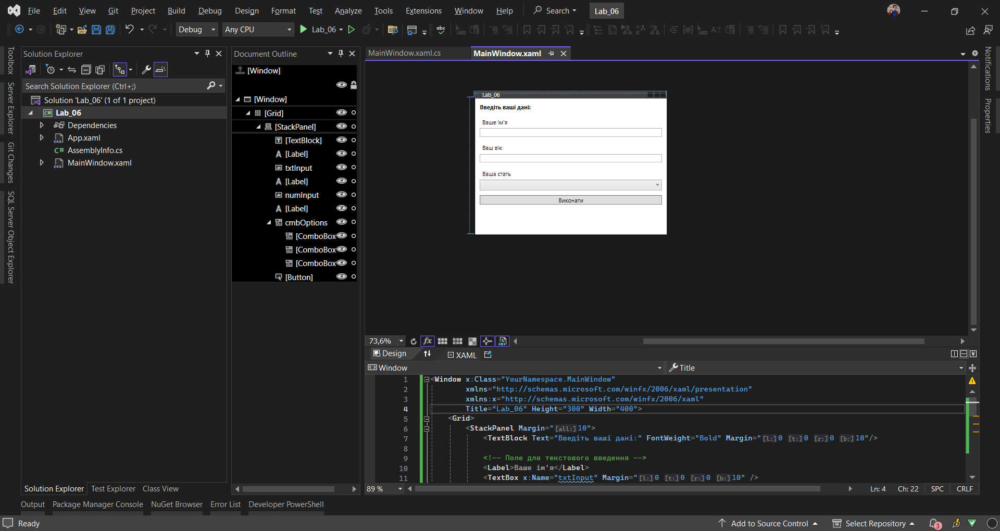 File Edit View Git Project Build Debug Design Format Test Analyze Tools Extensions Window Help Search Lab_06
Debug Any CPU Lab_06 abc
Toolbox
Server Explorer
Git Changes
SQL Server Object Explorer
Solution Explorer
Search Solution Explorer (Ctrl+;)
Solution 'Lab_06' (1 of 1 project)
C# Lab_06
Dependencies
App.xaml
C# AssemblyInfo.cs
MainWindow.xaml
Solution Explorer Test Explorer Class View
Document Outline
[Window]
[Window]
[Grid]
[StackPanel]
[TextBlock]
[Label]
txtInput
[Label]
numInput
[Label]
cmbOptions
[ComboBox
[ComboBox
[ComboBox
[Button]
MainWindow.xaml.cs MainWindow.xaml
Lab_06
Введіть ваші дані:
Ваше ім'я
Ваш вік
Ваша стать
Виконати
73,6% fx
Design XAML
Window Title
1 <Window x:Class="YourNamespace.MainWindow"
2 xmlns="http://schemas.microsoft.com/winfx/2006/xaml/presentation"
3 xmlns:x="http://schemas.microsoft.com/winfx/2006/xaml"
4 Title="Lab_06" Height="300" Width="400">
5 <Grid>
6 <StackPanel Margin="[all:]10">
7 <TextBlock Text="Введіть ваші дані:" FontWeight="Bold" Margin="[l:]0 [t:]0 [r:]0 [b:]10"/>
8
9 <!-- Поле для текстового введення -->
10 <Label>Ваше ім'я</Label>
11 <TextBox x:Name="txtInput" Margin="[l:]0 [t:]0 [r:]0 [b:]10" />
89 % Ln: 4 Ch: 22 SPC CRLF
Notifications
Properties
Output Package Manager Console NuGet Browser Error List Developer PowerShell
Ready Add to Source Control Select Repository 3